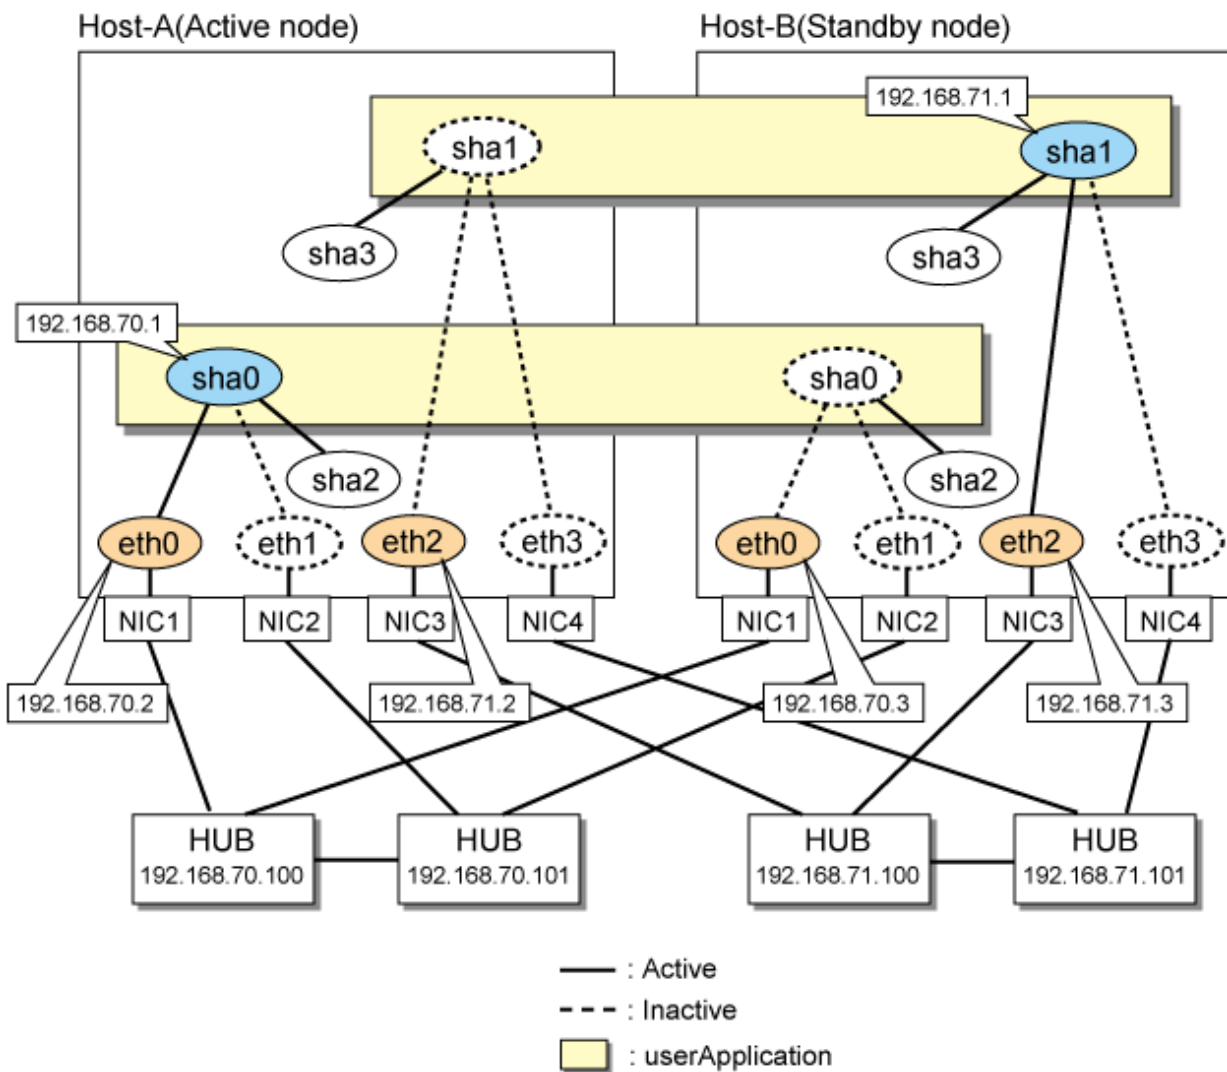 Host-A(Active node)
Host-B(Standby node)
192.168.71.1
sha1
sha1
sha3
sha3
192.168.70.1
sha0
sha0
sha2
sha2
eth0
eth1
eth2
eth3
eth0
eth1
eth2
eth3
NIC1
NIC2
NIC3
NIC4
NIC1
NIC2
NIC3
NIC4
192.168.70.2
192.168.71.2
192.168.70.3
192.168.71.3
HUB
192.168.70.100
HUB
192.168.70.101
HUB
192.168.71.100
HUB
192.168.71.101
: Active
: Inactive
: userApplication